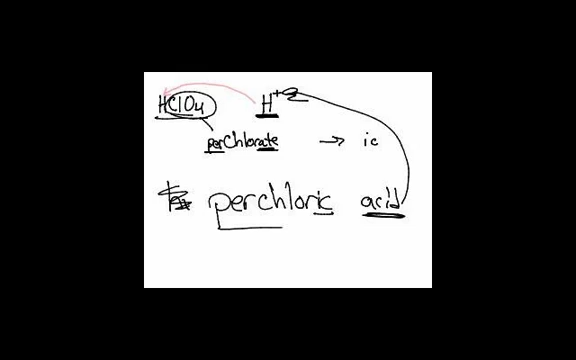 HClO4 H+
perChlorate → ic
perchloric acid